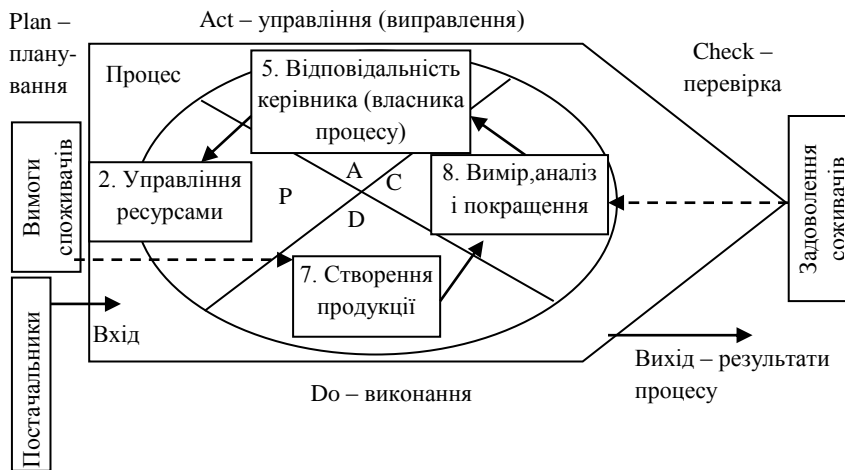 Plan –
плану-
вання
Act – управління (виправлення)
Check –
перевірка
Процес
5. Відповідальність
керівника (власника
процесу)
2. Управління
ресурсами
A
C
P
D
8. Вимір,аналіз
і покращення
7. Створення
продукції
Вимоги
споживачів
Постачальники
Вхід
Задоволення
соживачів
Вихід – результати
процесу
Do – виконання